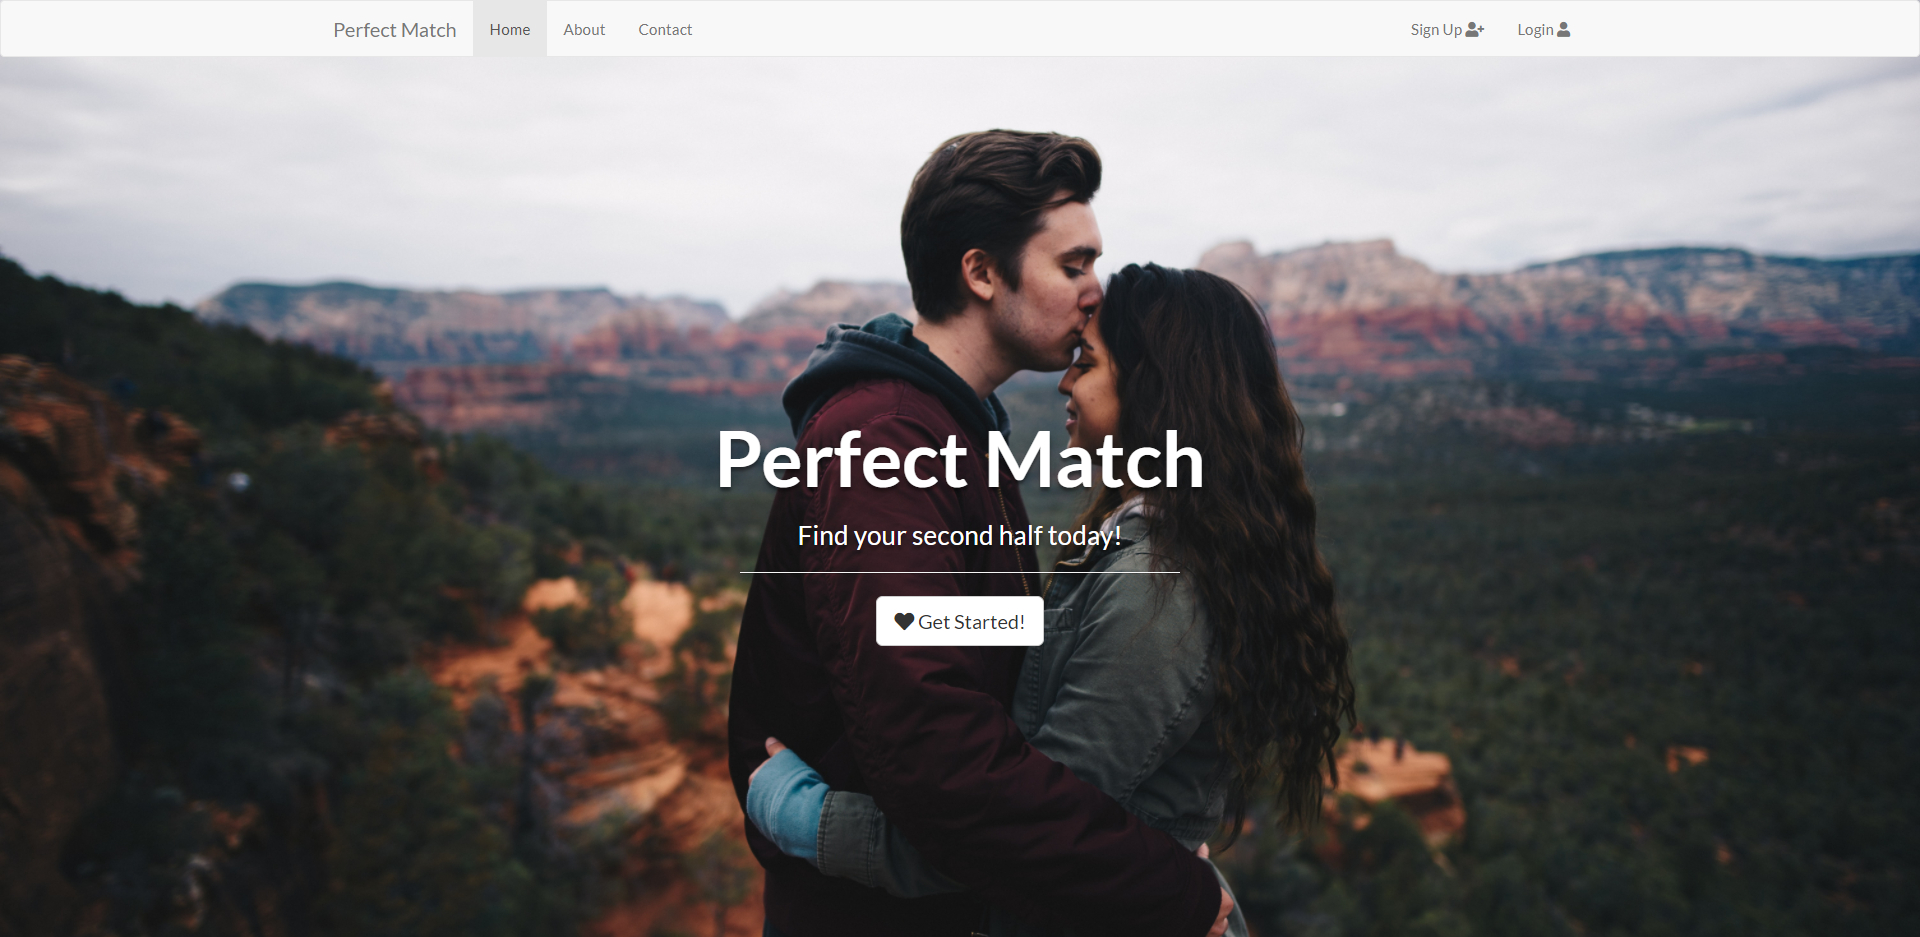 Perfect Match Home About Contact Sign Up Login
Perfect Match
Find your second half today!
Get Started!